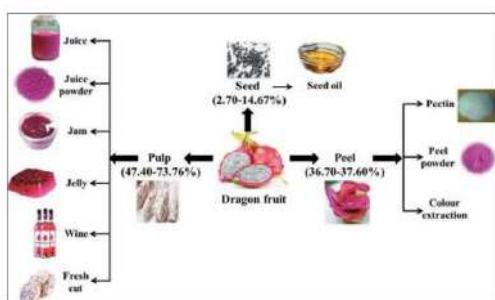 Juice
Juice
powder
Jam
Jelly
Wine
Fresh
cut
Pulp
(47.40-73.76%)
Seed
(2.70-14.67%)
Seed oil
Dragon fruit
Peel
(36.70-37.60%)
Pectin
Peel
powder
Colour
extraction